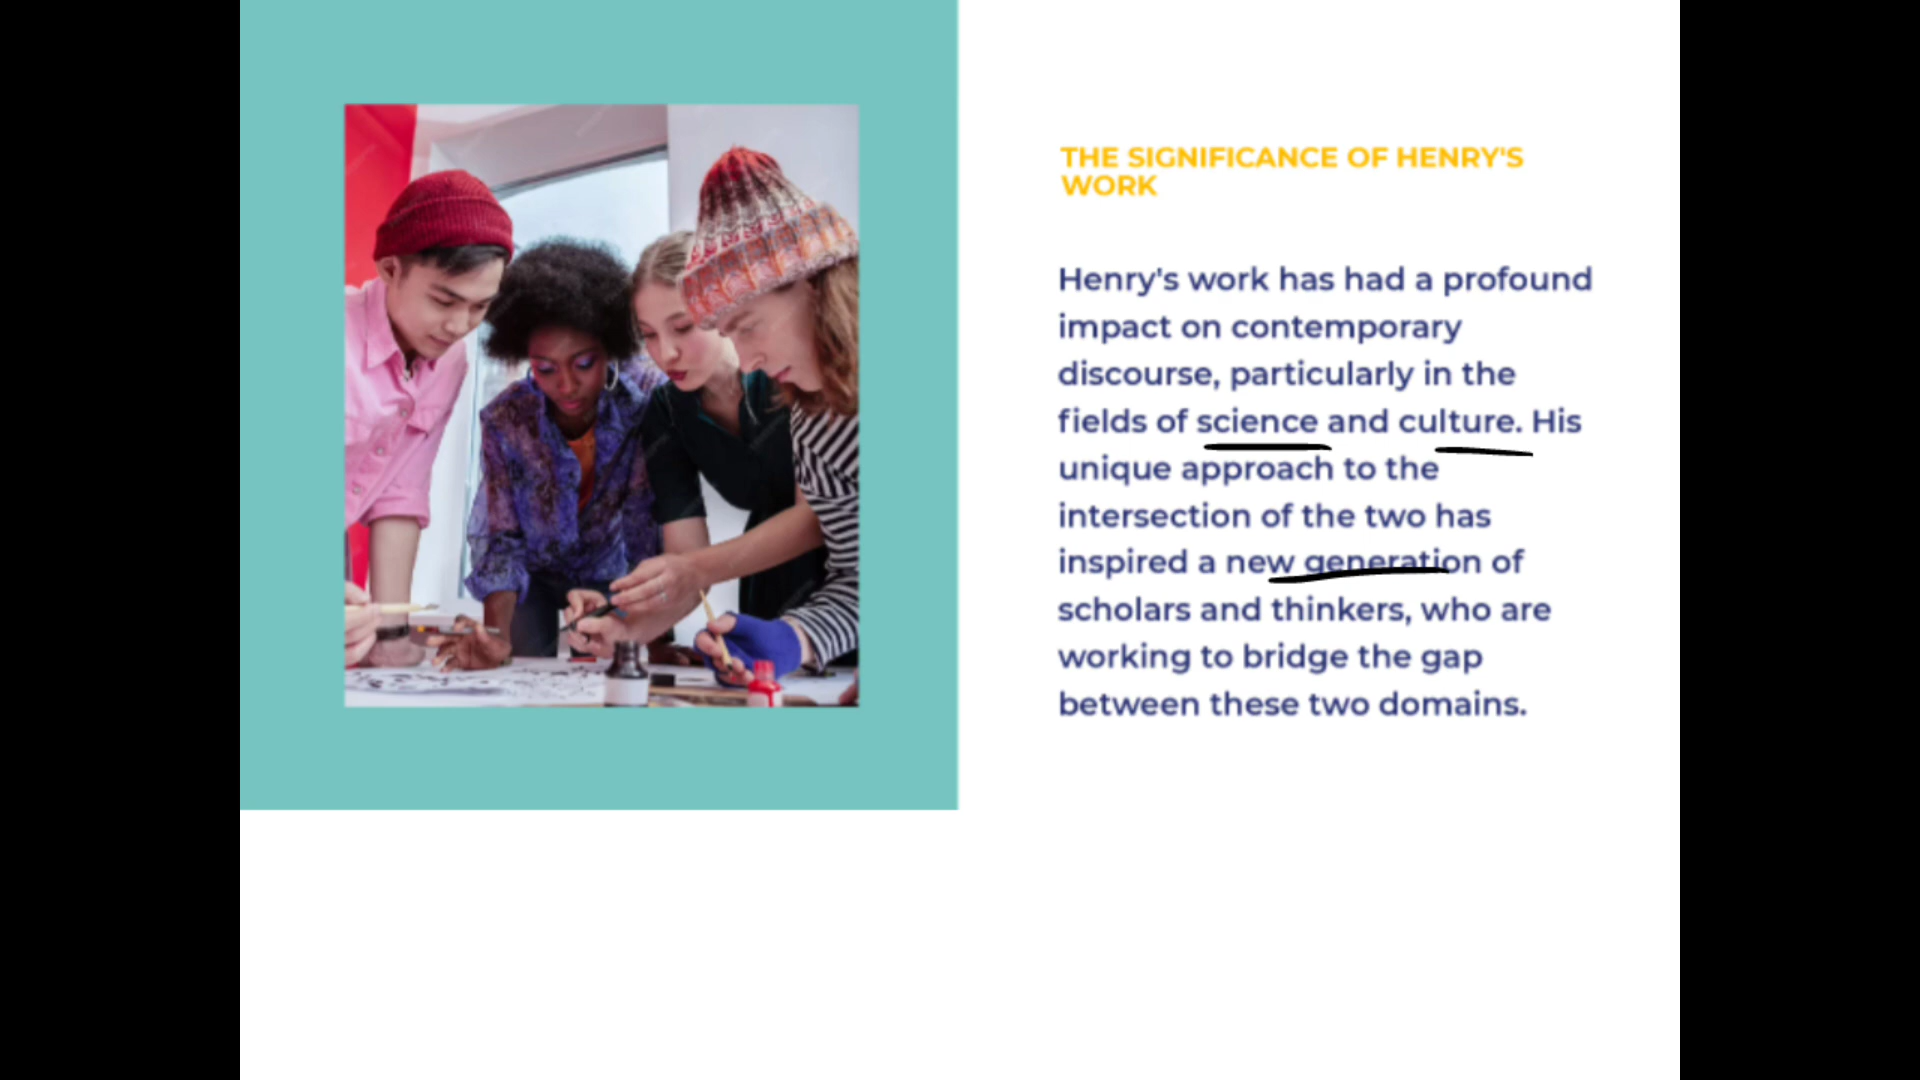 THE SIGNIFICANCE OF HENRY'S
WORK
Henry's work has had a profound
impact on contemporary
discourse, particularly in the
fields of science and culture. His
unique approach to the
intersection of the two has
inspired a new generation of
scholars and thinkers, who are
working to bridge the gap
between these two domains.